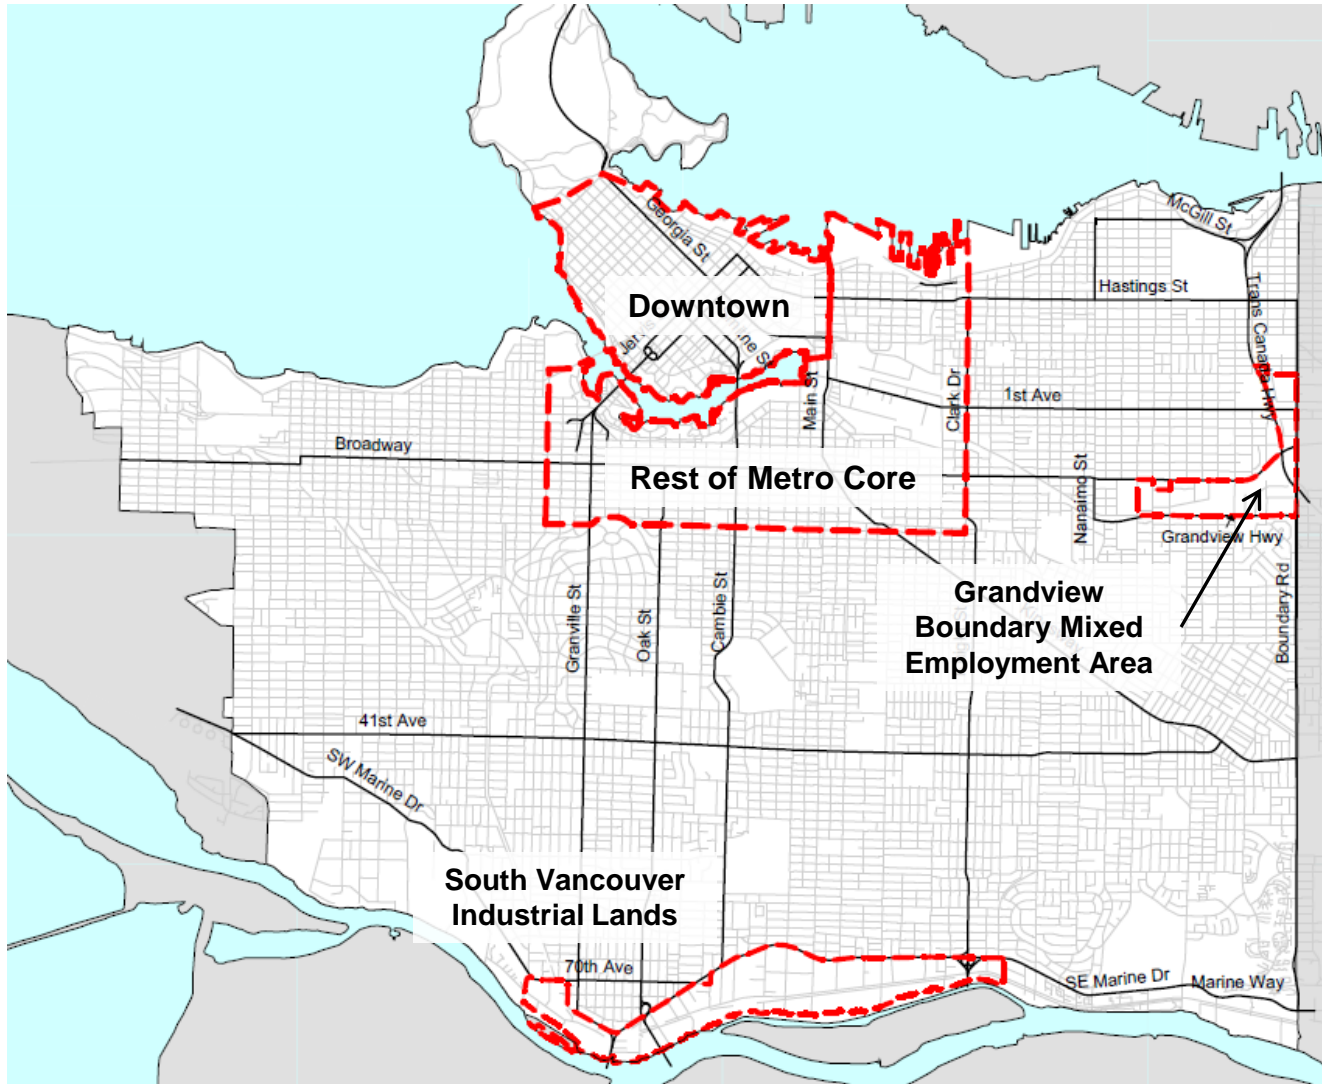 McGill St
Georgia St
Trans Canada Hwy
Hastings St
Downtown
Main St
Clark Dr
1st Ave
Broadway
Rest of Metro Core
Nanaimo St
Grandview Hwy
Grandview
Boundary Mixed
Employment Area
Boundary Rd
Granville St
Oak St
Cambie St
41st Ave
SW Marine Dr
South Vancouver
Industrial Lands
70th Ave
SE Marine Dr
Marine Way